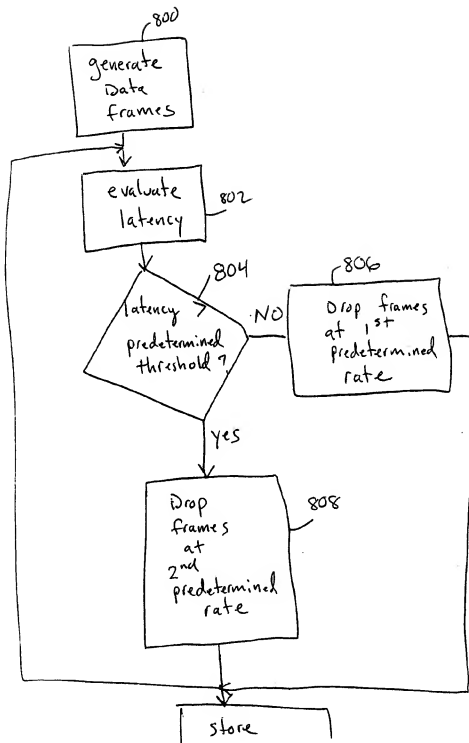 800
generate
Data
frames
evaluate
latency
802
804
latency >
predetermined
threshold?
NO
806
Drop frames
at 1st
predetermined
rate
yes
Drop
frames
at
2nd
predetermined
rate
808
store